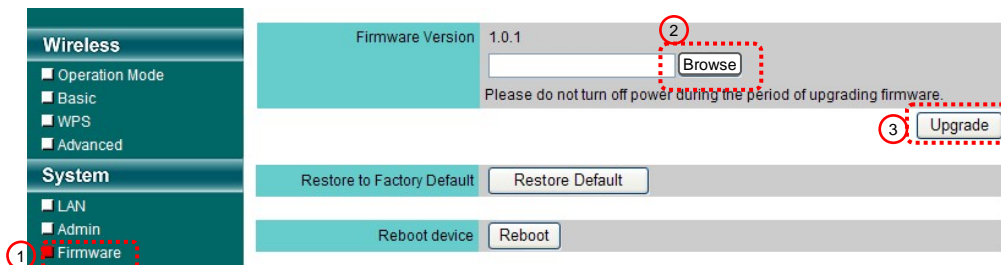 Wireless
Operation Mode
Basic
WPS
Advanced
System
LAN
Admin
1 Firmware
Firmware Version 1.0.1
2
Browse
Please do not turn off power during the period of upgrading firmware.
3 Upgrade
Restore to Factory Default Restore Default
Reboot device Reboot